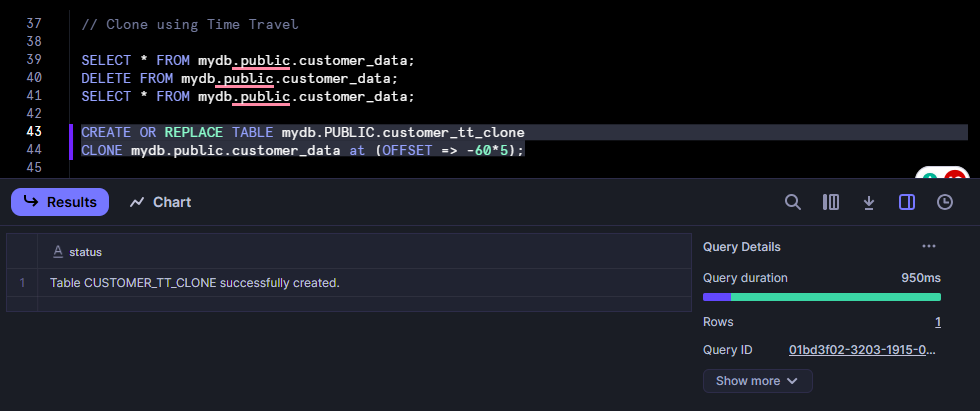 37 // Clone using Time Travel
38
39 SELECT * FROM mydb.public.customer_data;
40 DELETE FROM mydb.public.customer_data;
41 SELECT * FROM mydb.public.customer_data;
42
43 CREATE OR REPLACE TABLE mydb.PUBLIC.customer_tt_clone
44 CLONE mydb.public.customer_data at (OFFSET => -60*5);
45
Results Chart
A status
1 Table CUSTOMER_TT_CLONE successfully created.
Query Details ...
Query duration 950ms
Rows 1
Query ID 01bd3f02-3203-1915-0...
Show more